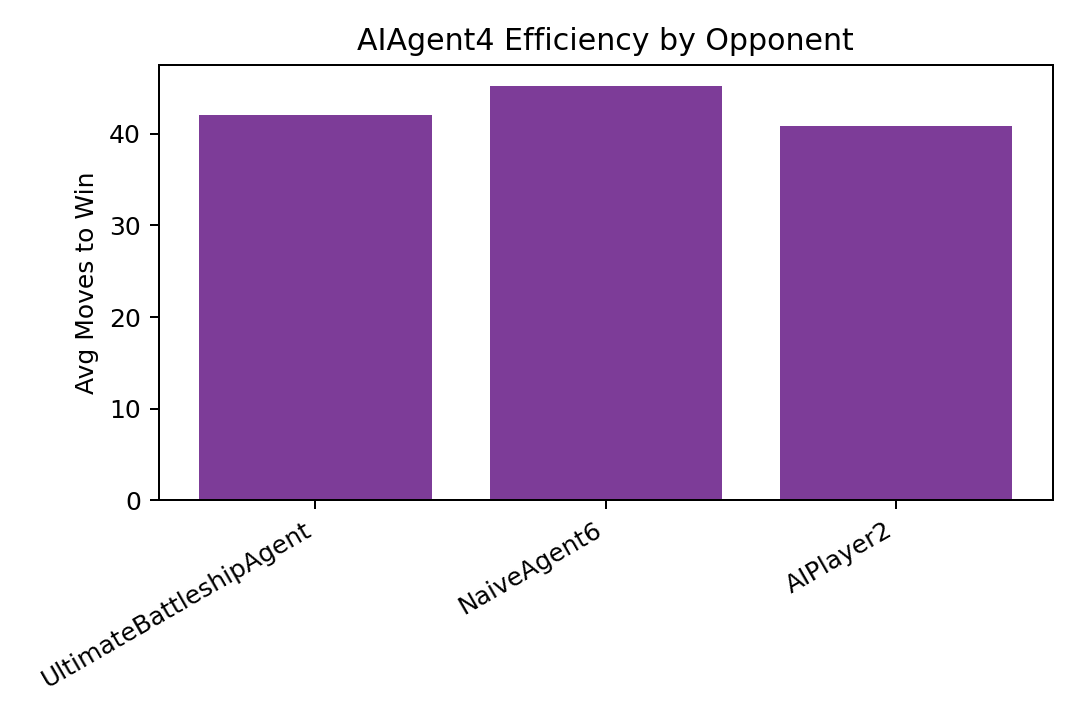 AIAgent4 Efficiency by Opponent
Avg Moves to Win
40
30
20
10
0
UltimateBattleshipAgent
NaiveAgent6
AIPlayer2